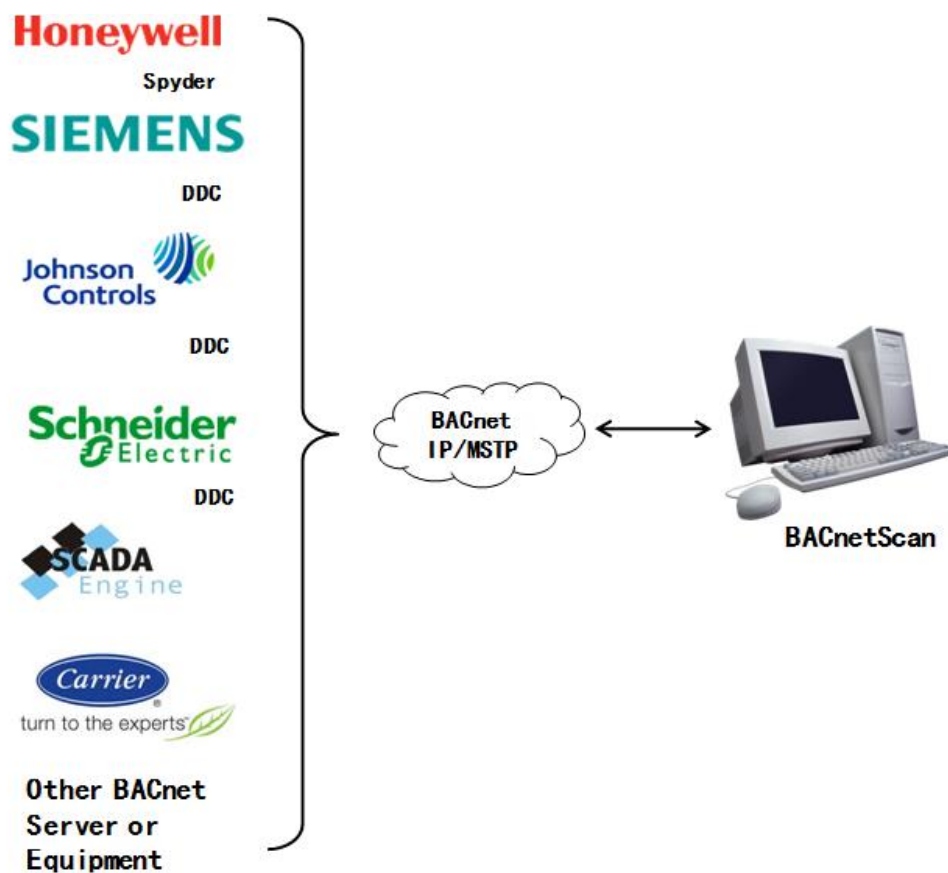 Honeywell
Spyder
SIEMENS
DDC
Johnson
Controls
DDC
Schneider
Electric
DDC
SCADA
Engine
Carrier
®
turn to the experts™
Other BACnet
Server or
Equipment
BACnet
IP/MSTP
BACnetScan